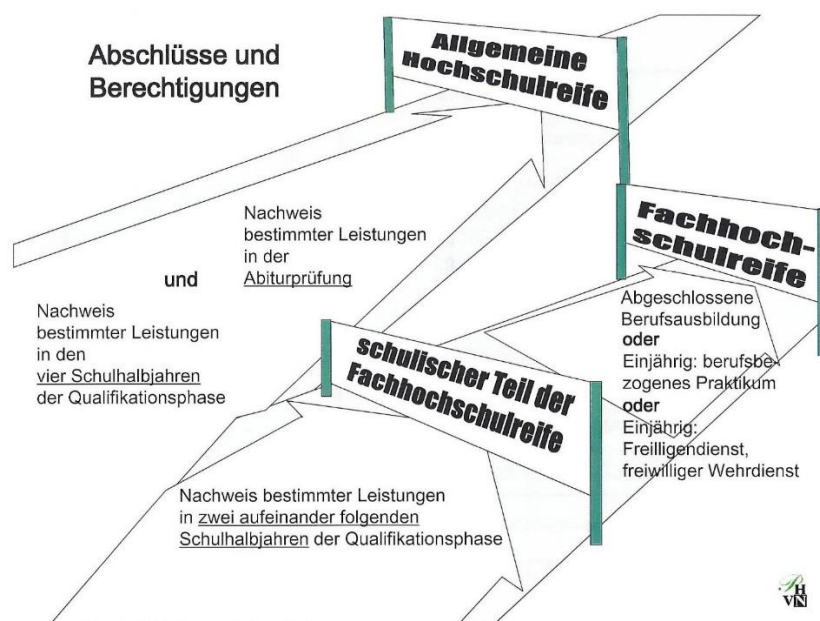 Abschlüsse und
Berechtigungen
Allgemeine
Hochschulreife
Nachweis
bestimmter Leistungen
in der
Abiturprüfung
und
Nachweis
bestimmter Leistungen
in den
vier Schulhalbjahren
der Qualifikationsphase
Fachhoch-
schulreife
Abgeschlossene
Berufsausbildung
oder
Einjährig: berufsbe-
zogenes Praktikum
oder
Einjährig:
Freilligendienst,
freiwilliger Wehrdienst
schulischer Teil der
Fachhochschulreife
Nachweis bestimmter Leistungen
in zwei aufeinander folgenden
Schulhalbjahren der Qualifikationsphase
PH
VN